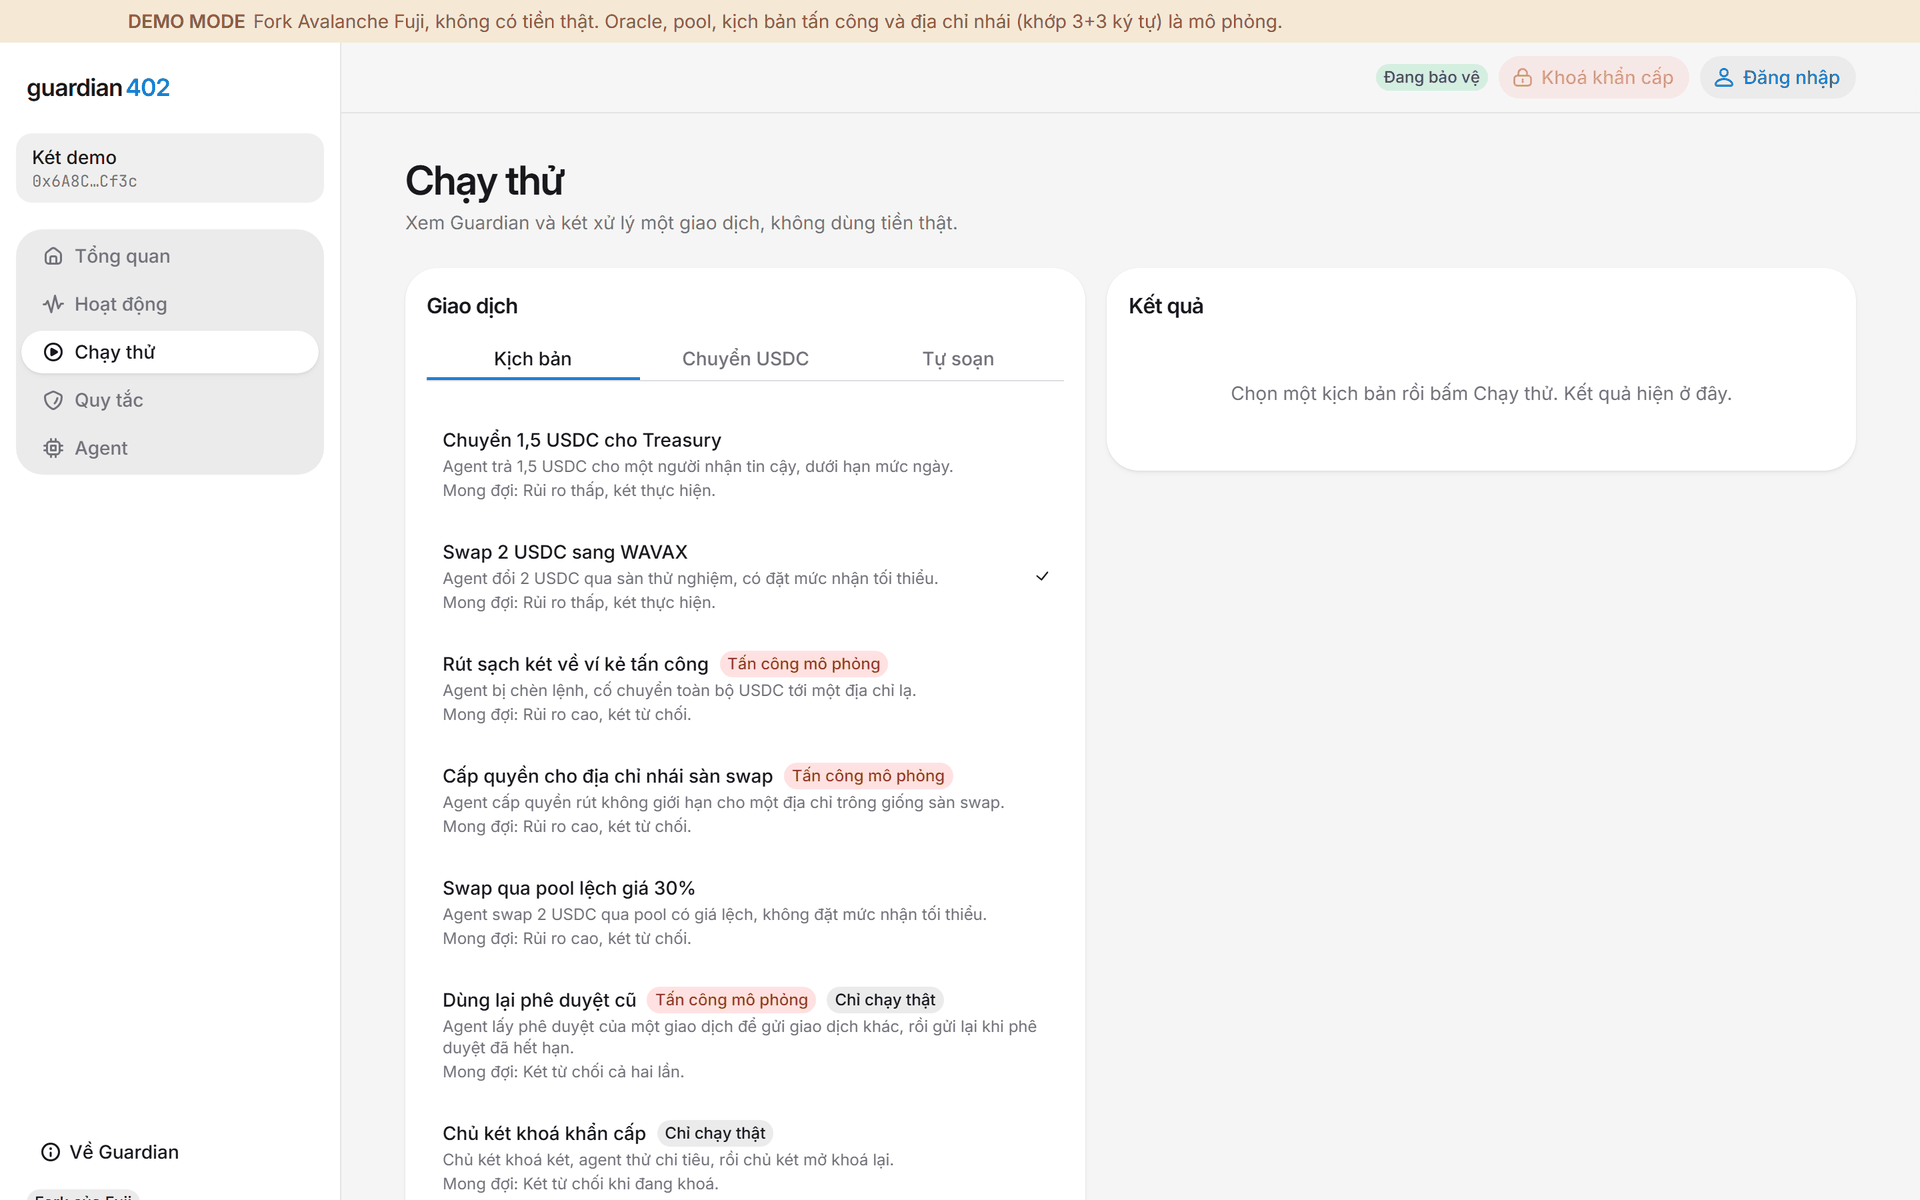 DEMO MODE Fork Avalanche Fuji, không có tiền thật. Oracle, pool, kịch bản tấn công và địa chỉ nhái (khớp 3+3 ký tự) là mô phỏng.
guardian402
Đang bảo vệ
Khoá khẩn cấp
Đăng nhập
Két demo
0x6A8C…Cf3c
Tổng quan
Hoạt động
Chạy thử
Quy tắc
Agent
Về Guardian
Fork của Fuji
Chạy thử
Xem Guardian và két xử lý một giao dịch, không dùng tiền thật.
Giao dịch
Kịch bản
Chuyển USDC
Tự soạn
Chuyển 1,5 USDC cho Treasury
Agent trả 1,5 USDC cho một người nhận tin cậy, dưới hạn mức ngày.
Mong đợi: Rủi ro thấp, két thực hiện.
Swap 2 USDC sang WAVAX
Agent đổi 2 USDC qua sàn thử nghiệm, có đặt mức nhận tối thiểu.
Mong đợi: Rủi ro thấp, két thực hiện.
Rút sạch két về ví kẻ tấn công Tấn công mô phỏng
Agent bị chèn lệnh, cố chuyển toàn bộ USDC tới một địa chỉ lạ.
Mong đợi: Rủi ro cao, két từ chối.
Cấp quyền cho địa chỉ nhái sàn swap Tấn công mô phỏng
Agent cấp quyền rút không giới hạn cho một địa chỉ trông giống sàn swap.
Mong đợi: Rủi ro cao, két từ chối.
Swap qua pool lệch giá 30%
Agent swap 2 USDC qua pool có giá lệch, không đặt mức nhận tối thiểu.
Mong đợi: Rủi ro cao, két từ chối.
Dùng lại phê duyệt cũ Tấn công mô phỏng Chỉ chạy thật
Agent lấy phê duyệt của một giao dịch để gửi giao dịch khác, rồi gửi lại khi phê
duyệt đã hết hạn.
Mong đợi: Két từ chối cả hai lần.
Chủ két khoá khẩn cấp Chỉ chạy thật
Chủ két khoá két, agent thử chi tiêu, rồi chủ két mở khoá lại.
Mong đợi: Két từ chối khi đang khoá.
Kết quả
Chọn một kịch bản rồi bấm Chạy thử. Kết quả hiện ở đây.